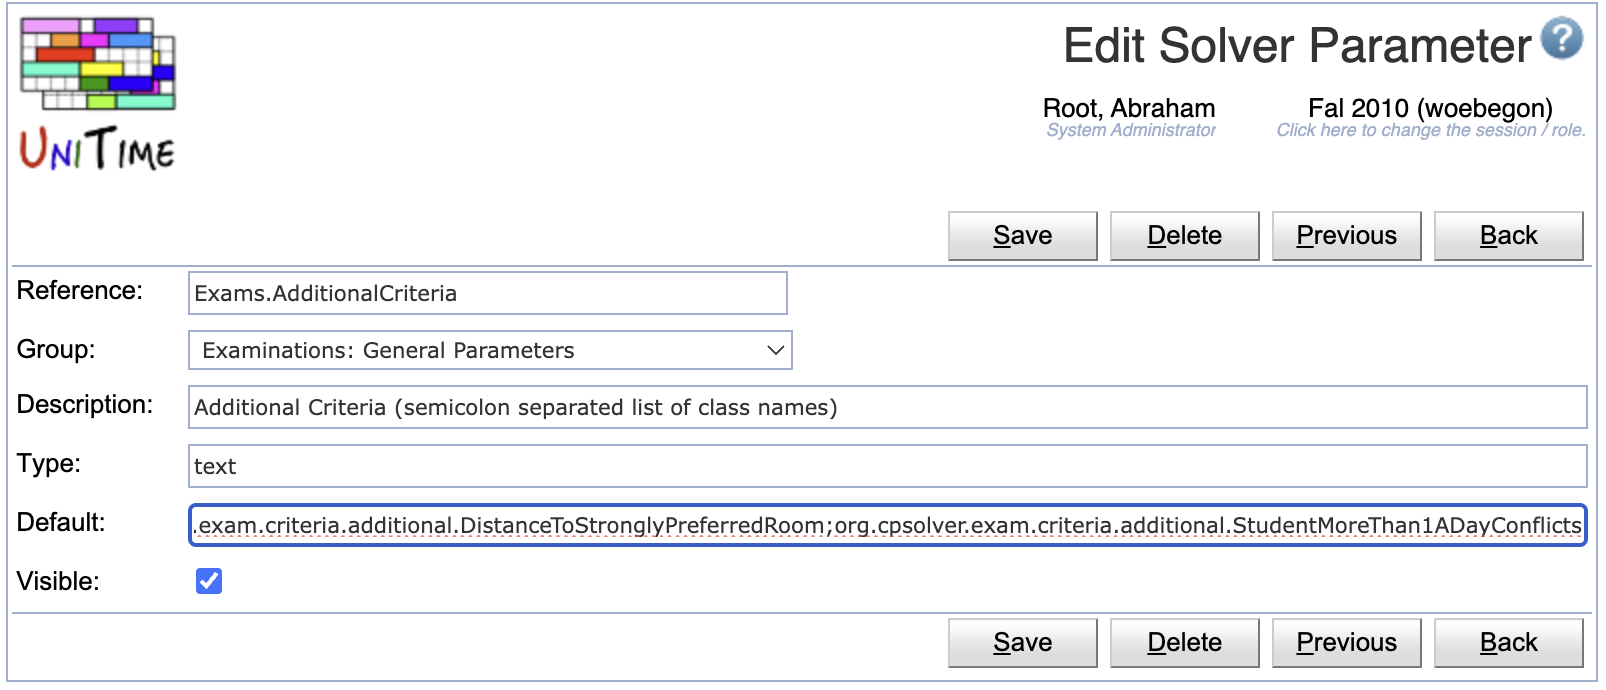 UNITIME
Edit Solver Parameter ?
Root, Abraham
System Administrator
Fal 2010 (woebegon)
Click here to change the session / role.
Save Delete Previous Back
Reference: Exams.AdditionalCriteria
Group: Examinations: General Parameters
Description: Additional Criteria (semicolon separated list of class names)
Type: text
Default: .exam.criteria.additional.DistanceToStronglyPreferredRoom;org.cpsolver.exam.criteria.additional.StudentMoreThan1ADayConflicts
Visible:
Save Delete Previous Back